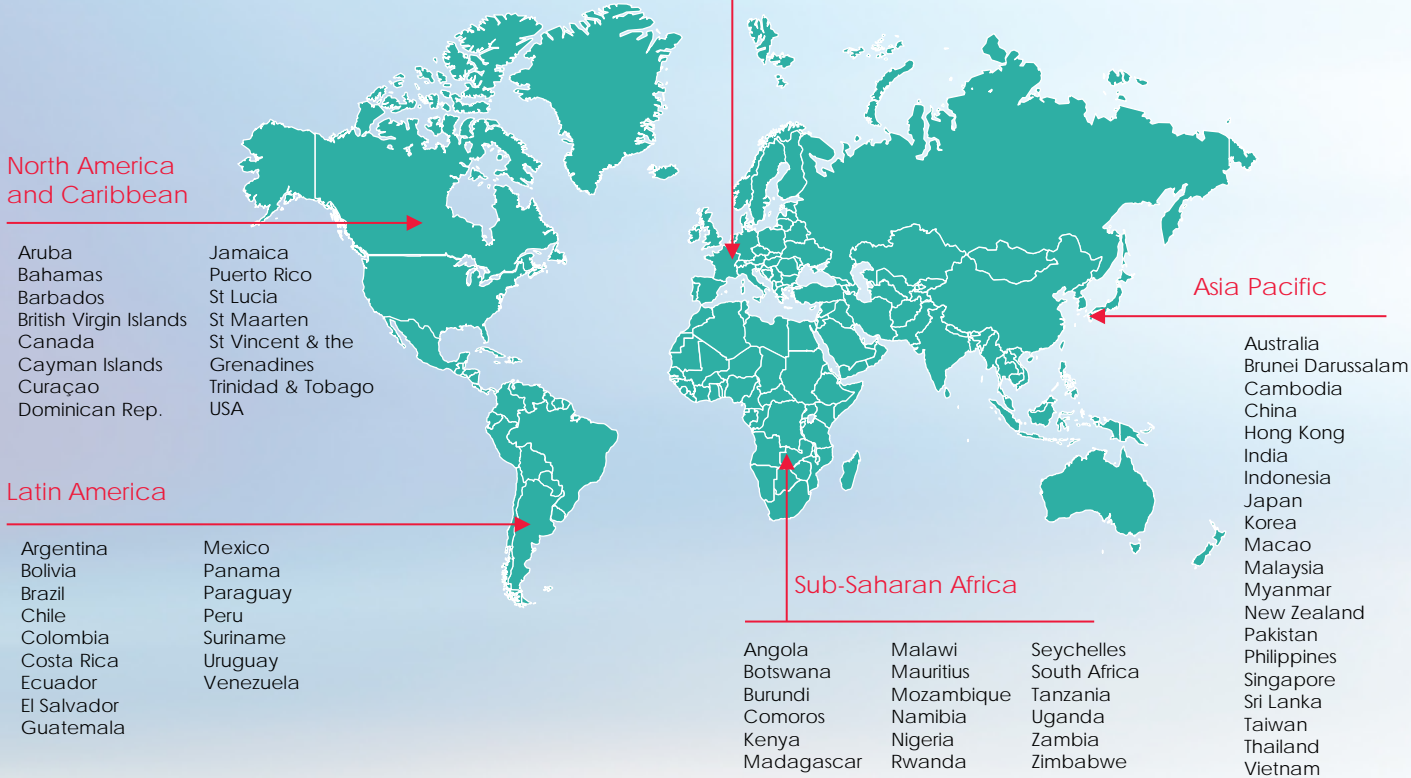 North America
and Caribbean
Aruba
Bahamas
Barbados
British Virgin Islands
Canada
Cayman Islands
Curaçao
Dominican Rep.
Jamaica
Puerto Rico
St Lucia
St Maarten
St Vincent & the
Grenadines
Trinidad & Tobago
USA
Latin America
Argentina
Bolivia
Brazil
Chile
Colombia
Costa Rica
Ecuador
El Salvador
Guatemala
Mexico
Panama
Paraguay
Peru
Suriname
Uruguay
Venezuela
Sub-Saharan Africa
Angola
Botswana
Burundi
Comoros
Kenya
Madagascar
Malawi
Mauritius
Mozambique
Namibia
Nigeria
Rwanda
Seychelles
South Africa
Tanzania
Uganda
Zambia
Zimbabwe
Asia Pacific
Australia
Brunei Darussalam
Cambodia
China
Hong Kong
India
Indonesia
Japan
Korea
Macao
Malaysia
Myanmar
New Zealand
Pakistan
Philippines
Singapore
Sri Lanka
Taiwan
Thailand
Vietnam